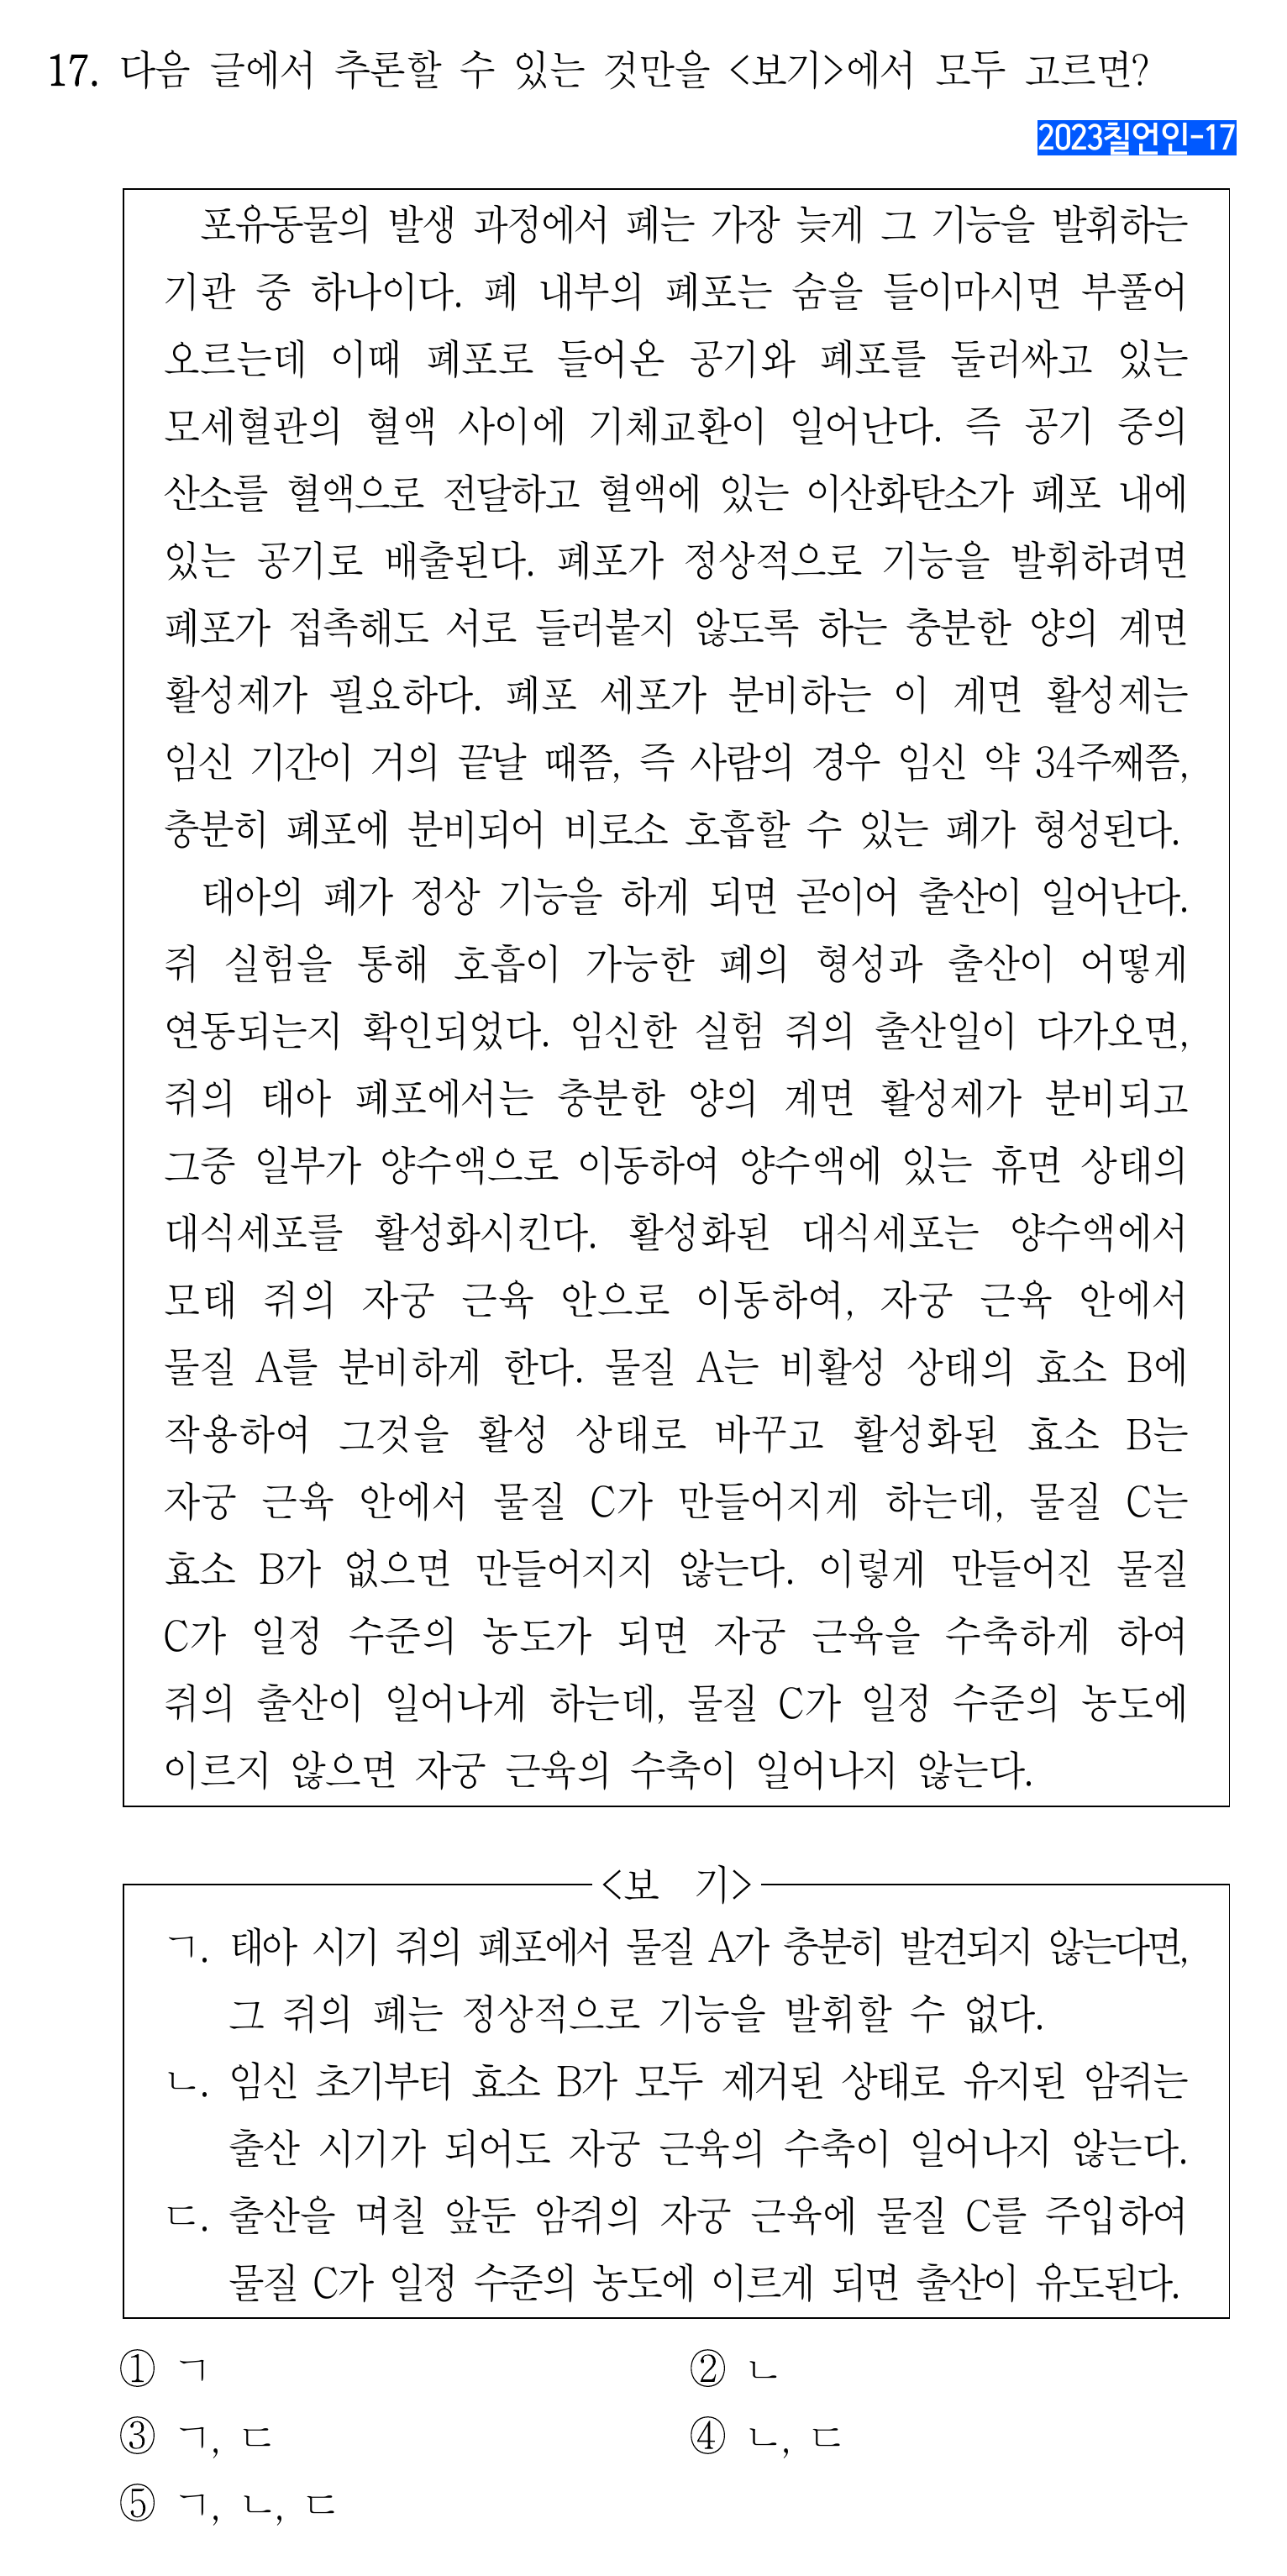 17. 다음 글에서 추론할 수 있는 것만을 <보기>에서 모두 고르면?
2023칠언인-17
포유동물의 발생 과정에서 폐는 가장 늦게 그 기능을 발휘하는
기관 중 하나이다. 폐 내부의 폐포는 숨을 들이마시면 부풀어
오르는데 이때 폐포로 들어온 공기와 폐포를 둘러싸고 있는
모세혈관의 혈액 사이에 기체교환이 일어난다. 즉 공기 중의
산소를 혈액으로 전달하고 혈액에 있는 이산화탄소가 폐포 내에
있는 공기로 배출된다. 폐포가 정상적으로 기능을 발휘하려면
폐포가 접촉해도 서로 들러붙지 않도록 하는 충분한 양의 계면
활성제가 필요하다. 폐포 세포가 분비하는 이 계면 활성제는
임신 기간이 거의 끝날 때쯤, 즉 사람의 경우 임신 약 34주째쯤,
충분히 폐포에 분비되어 비로소 호흡할 수 있는 폐가 형성된다.
태아의 폐가 정상 기능을 하게 되면 곧이어 출산이 일어난다.
쥐 실험을 통해 호흡이 가능한 폐의 형성과 출산이 어떻게
연동되는지 확인되었다. 임신한 실험 쥐의 출산일이 다가오면,
쥐의 태아 폐포에서는 충분한 양의 계면 활성제가 분비되고
그중 일부가 양수액으로 이동하여 양수액에 있는 휴면 상태의
대식세포를 활성화시킨다. 활성화된 대식세포는 양수액에서
모태 쥐의 자궁 근육 안으로 이동하여, 자궁 근육 안에서
물질 A를 분비하게 한다. 물질 A는 비활성 상태의 효소 B에
작용하여 그것을 활성 상태로 바꾸고 활성화된 효소 B는
자궁 근육 안에서 물질 C가 만들어지게 하는데, 물질 C는
효소 B가 없으면 만들어지지 않는다. 이렇게 만들어진 물질
C가 일정 수준의 농도가 되면 자궁 근육을 수축하게 하여
쥐의 출산이 일어나게 하는데, 물질 C가 일정 수준의 농도에
이르지 않으면 자궁 근육의 수축이 일어나지 않는다.
<보 기>
ㄱ. 태아 시기 쥐의 폐포에서 물질 A가 충분히 발견되지 않는다면,
그 쥐의 폐는 정상적으로 기능을 발휘할 수 없다.
ㄴ. 임신 초기부터 효소 B가 모두 제거된 상태로 유지된 암쥐는
출산 시기가 되어도 자궁 근육의 수축이 일어나지 않는다.
ㄷ. 출산을 며칠 앞둔 암쥐의 자궁 근육에 물질 C를 주입하여
물질 C가 일정 수준의 농도에 이르게 되면 출산이 유도된다.
① ㄱ ② ㄴ
③ ㄱ, ㄷ ④ ㄴ, ㄷ
⑤ ㄱ, ㄴ, ㄷ